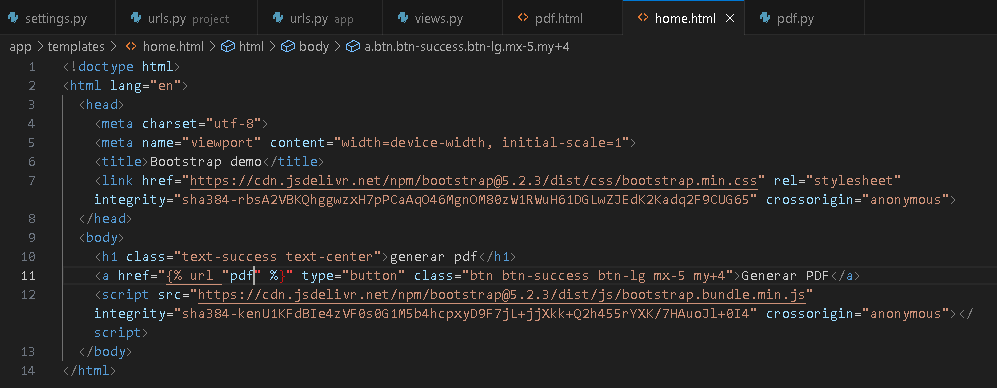 settings.py urls.py project urls.py app views.py <> pdf.html <> home.html × pdf.py
app > templates > <> home.html > html > body > a.btn.btn-success.btn-lg.mx-5.my+4
1 <!doctype html>
2 <html lang="en">
3 <head>
4 <meta charset="utf-8">
5 <meta name="viewport" content="width=device-width, initial-scale=1">
6 <title>Bootstrap demo</title>
7 <link href="https://cdn.jsdelivr.net/npm/bootstrap@5.2.3/dist/css/bootstrap.min.css" rel="stylesheet"
integrity="sha384-rbsA2VBKQhggwzxH7pPCaAqO46MgnOM80zW1RWuH61DGLwZJEdK2Kadq2F9CUG65" crossorigin="anonymous">
8 </head>
9 <body>
10 <h1 class="text-success text-center">generar pdf</h1>
11 <a href="{% url "pdf" %}" type="button" class="btn btn-success btn-lg mx-5 my+4">Generar PDF</a>
12 <script src="https://cdn.jsdelivr.net/npm/bootstrap@5.2.3/dist/js/bootstrap.bundle.min.js"
integrity="sha384-kenU1KFdBIe4zVF0s0G1M5b4hcpxyD9F7jL+jjXkk+Q2h455rYXK/7HAuoJl+0I4" crossorigin="anonymous"></
script>
13 </body>
14 </html>